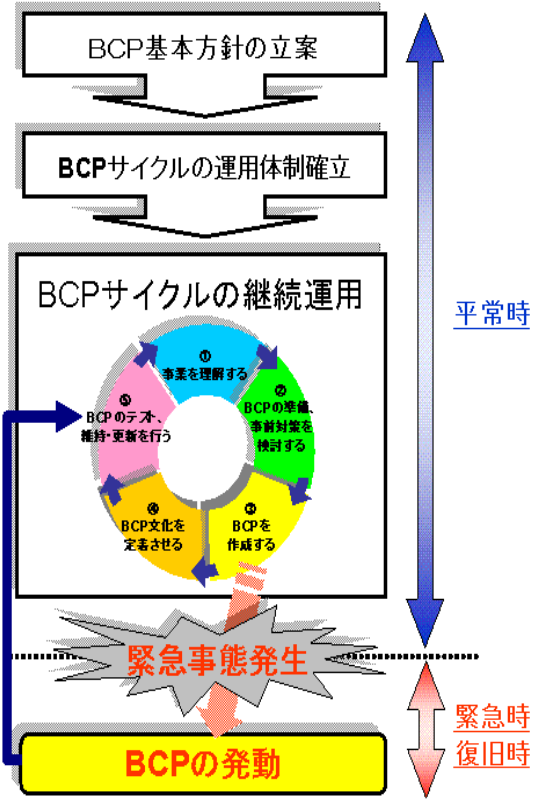 BCP基本方針の立案
BCPサイクルの運用体制確立
BCPサイクルの継続運用
①
事業を理解する
②
BCPの準備、
事前対策を
検討する
③
BCPを
作成する
④
BCP文化を
定着させる
⑤
BCPのテスト、
維持・更新を行う
平常時
緊急事態発生
緊急時
復旧時
BCPの発動